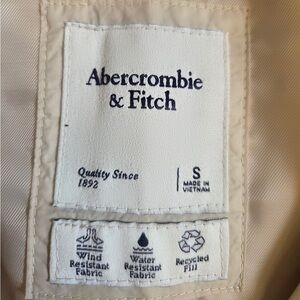 Abercrombie
& Fitch
Quality Since
1892
S
MADE IN
VIETNAM
Wind
Resistant
Fabric
Water
Resistant
Fabric
Recycled
Fill